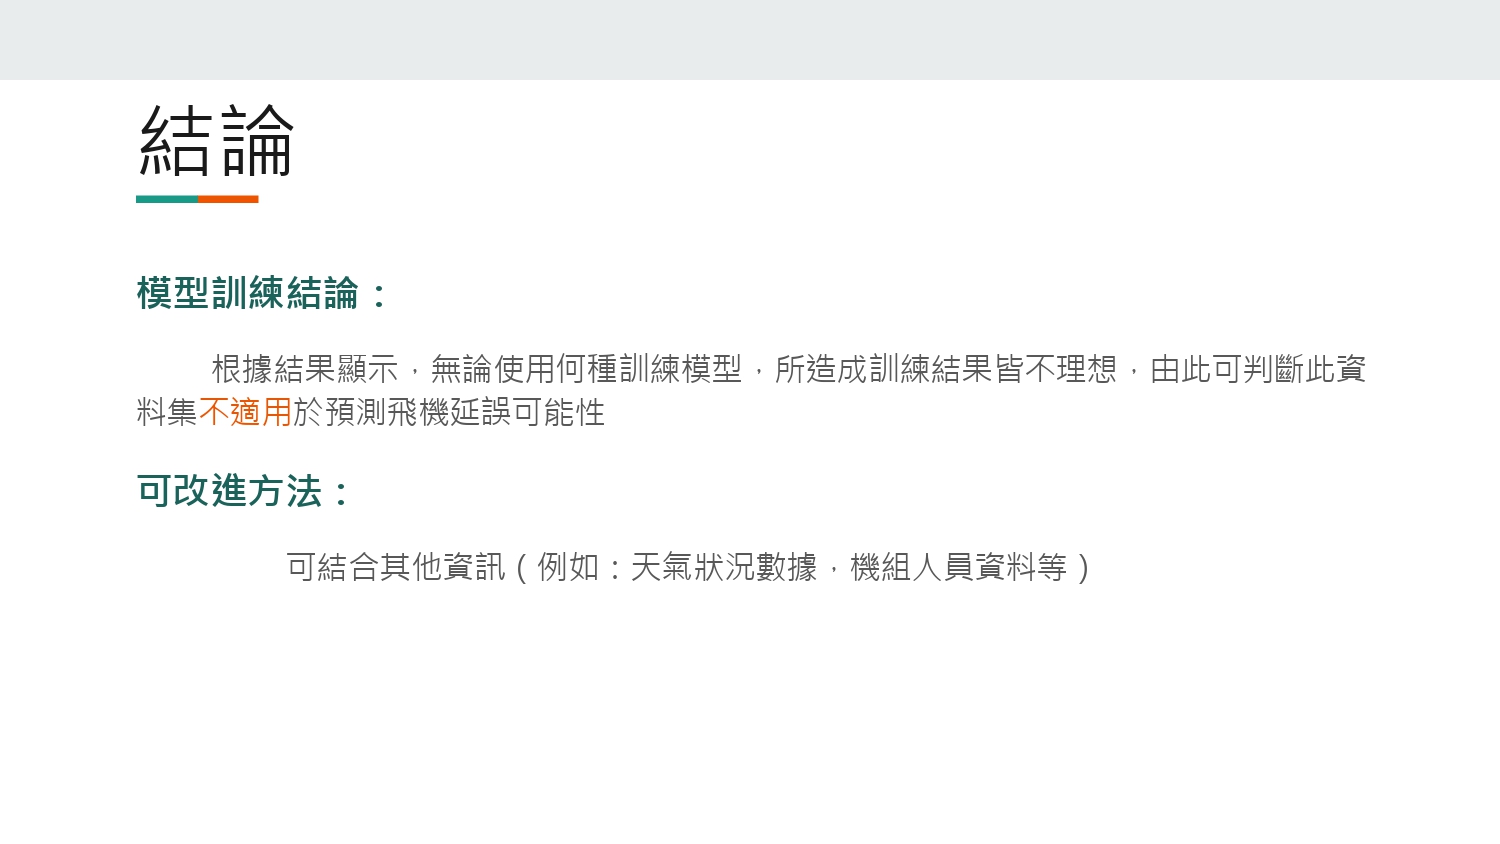 結論
模型訓練結論：
根據結果顯示，無論使用何種訓練模型，所造成訓練結果皆不理想，由此可判斷此資
料集不適用於預測飛機延誤可能性
可改進方法：
可結合其他資訊（例如：天氣狀況數據，機組人員資料等）